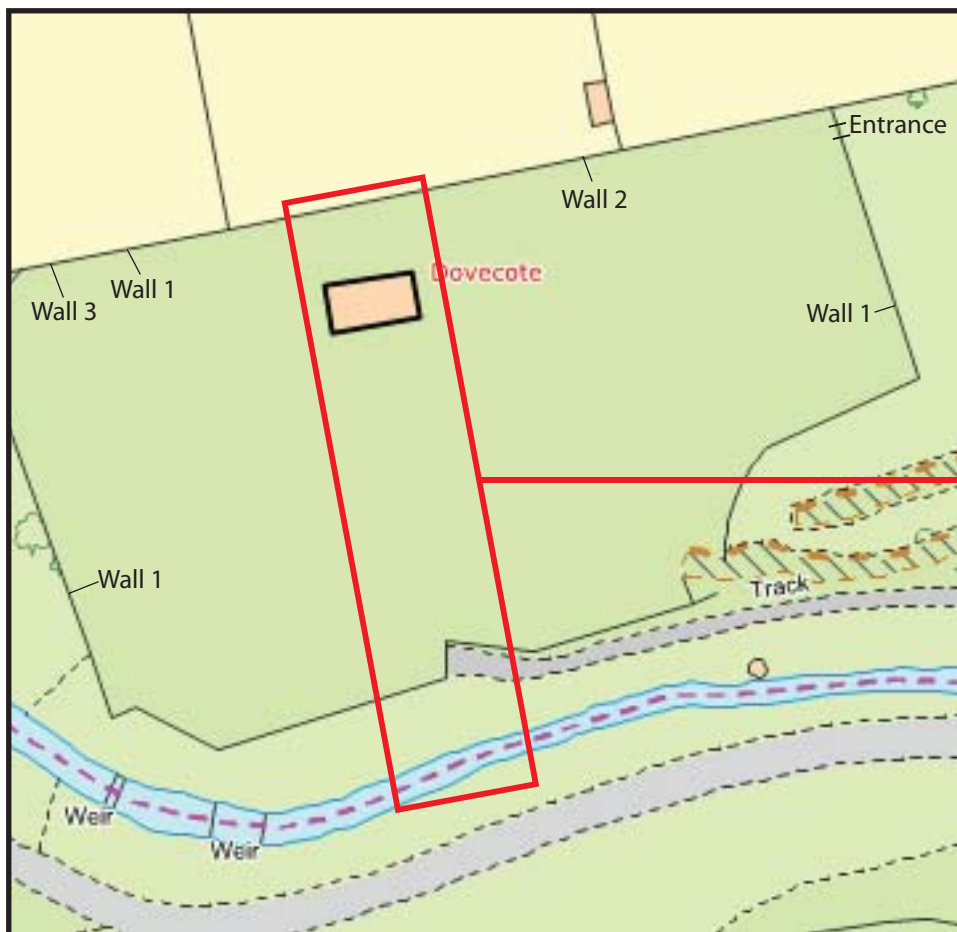 Entrance
Wall 2
Dovecote
Wall 1
Wall 3
Wall 1
Wall 1
Track
Weir
Weir